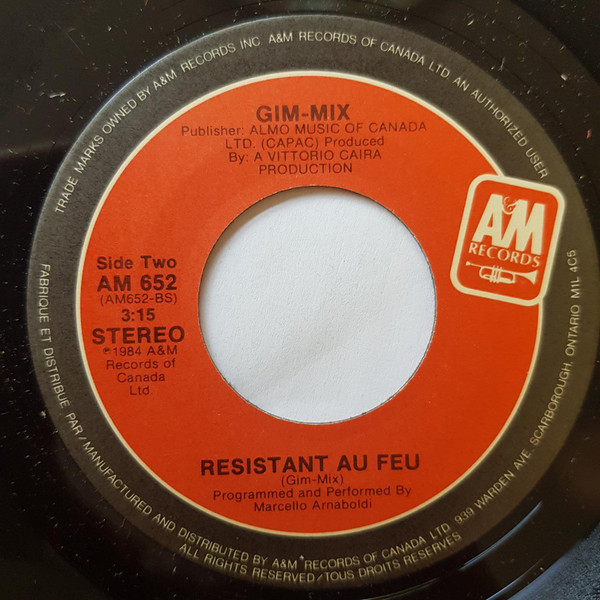 GIM-MIX
Publisher: ALMO MUSIC OF CANADA
LTD. (CAPAC) Produced
By: A VITTORIO CAIRA
PRODUCTION
A&M
RECORDS
Side Two
AM 652
(AM652-BS)
3:15
STEREO
℗1984 A&M
Records of
Canada
Ltd.
RESISTANT AU FEU
(Gim-Mix)
Programmed and Performed By
Marcello Arnaboldi
TRADE MARKS OWNED BY A&M RECORDS INC. A&M RECORDS OF CANADA LTD. AN AUTHORIZED USER
FABRIQUÉ ET DISTRIBUÉ PAR/MANUFACTURED AND DISTRIBUTED BY A&M RECORDS OF CANADA LTD. 939 WARDEN AVE. SCARBOROUGH, ONTARIO M1L 4C5
ALL RIGHTS RESERVED/TOUS DROITS RESERVÉS